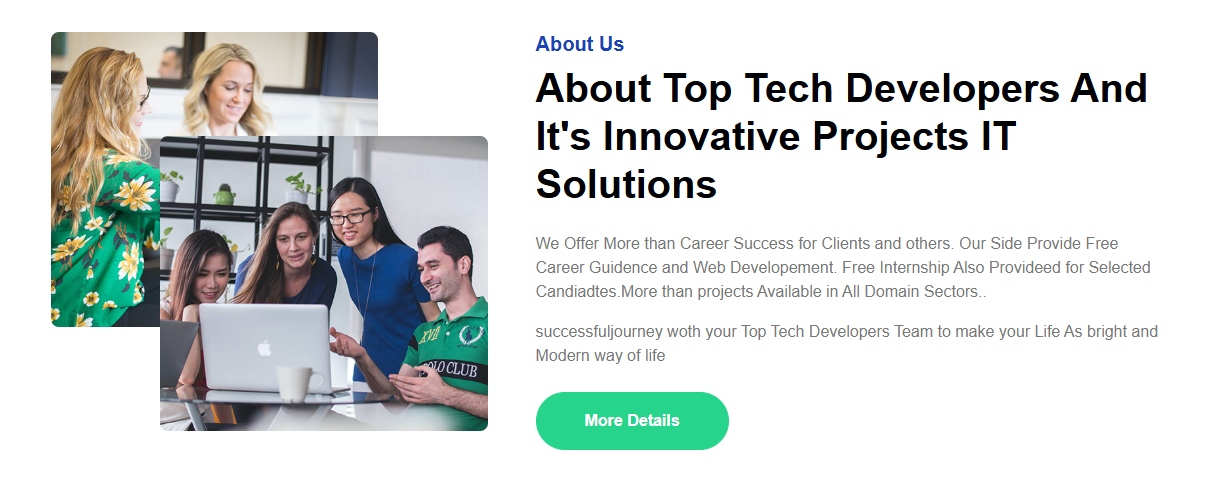 About Us
About Top Tech Developers And
It's Innovative Projects IT
Solutions
We Offer More than Career Success for Clients and others. Our Side Provide Free
Career Guidence and Web Developement. Free Internship Also Provideed for Selected
Candiadtes.More than projects Available in All Domain Sectors..
successfuljourney woth your Top Tech Developers Team to make your Life As bright and
Modern way of life
More Details
XVII
POLO CLUB